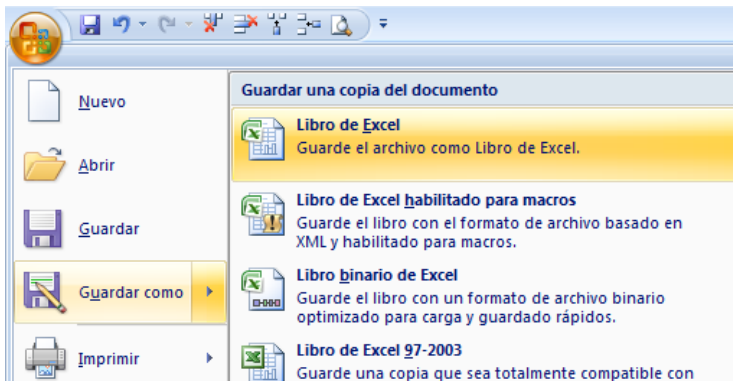 Nuevo
Abrir
Guardar
Guardar como
Imprimir
Guardar una copia del documento
Libro de Excel
Guarde el archivo como Libro de Excel.
Libro de Excel habilitado para macros
Guarde el libro con el formato de archivo basado en
XML y habilitado para macros.
Libro binario de Excel
Guarde el libro con un formato de archivo binario
optimizado para carga y guardado rápidos.
Libro de Excel 97-2003
Guarde una copia que sea totalmente compatible con